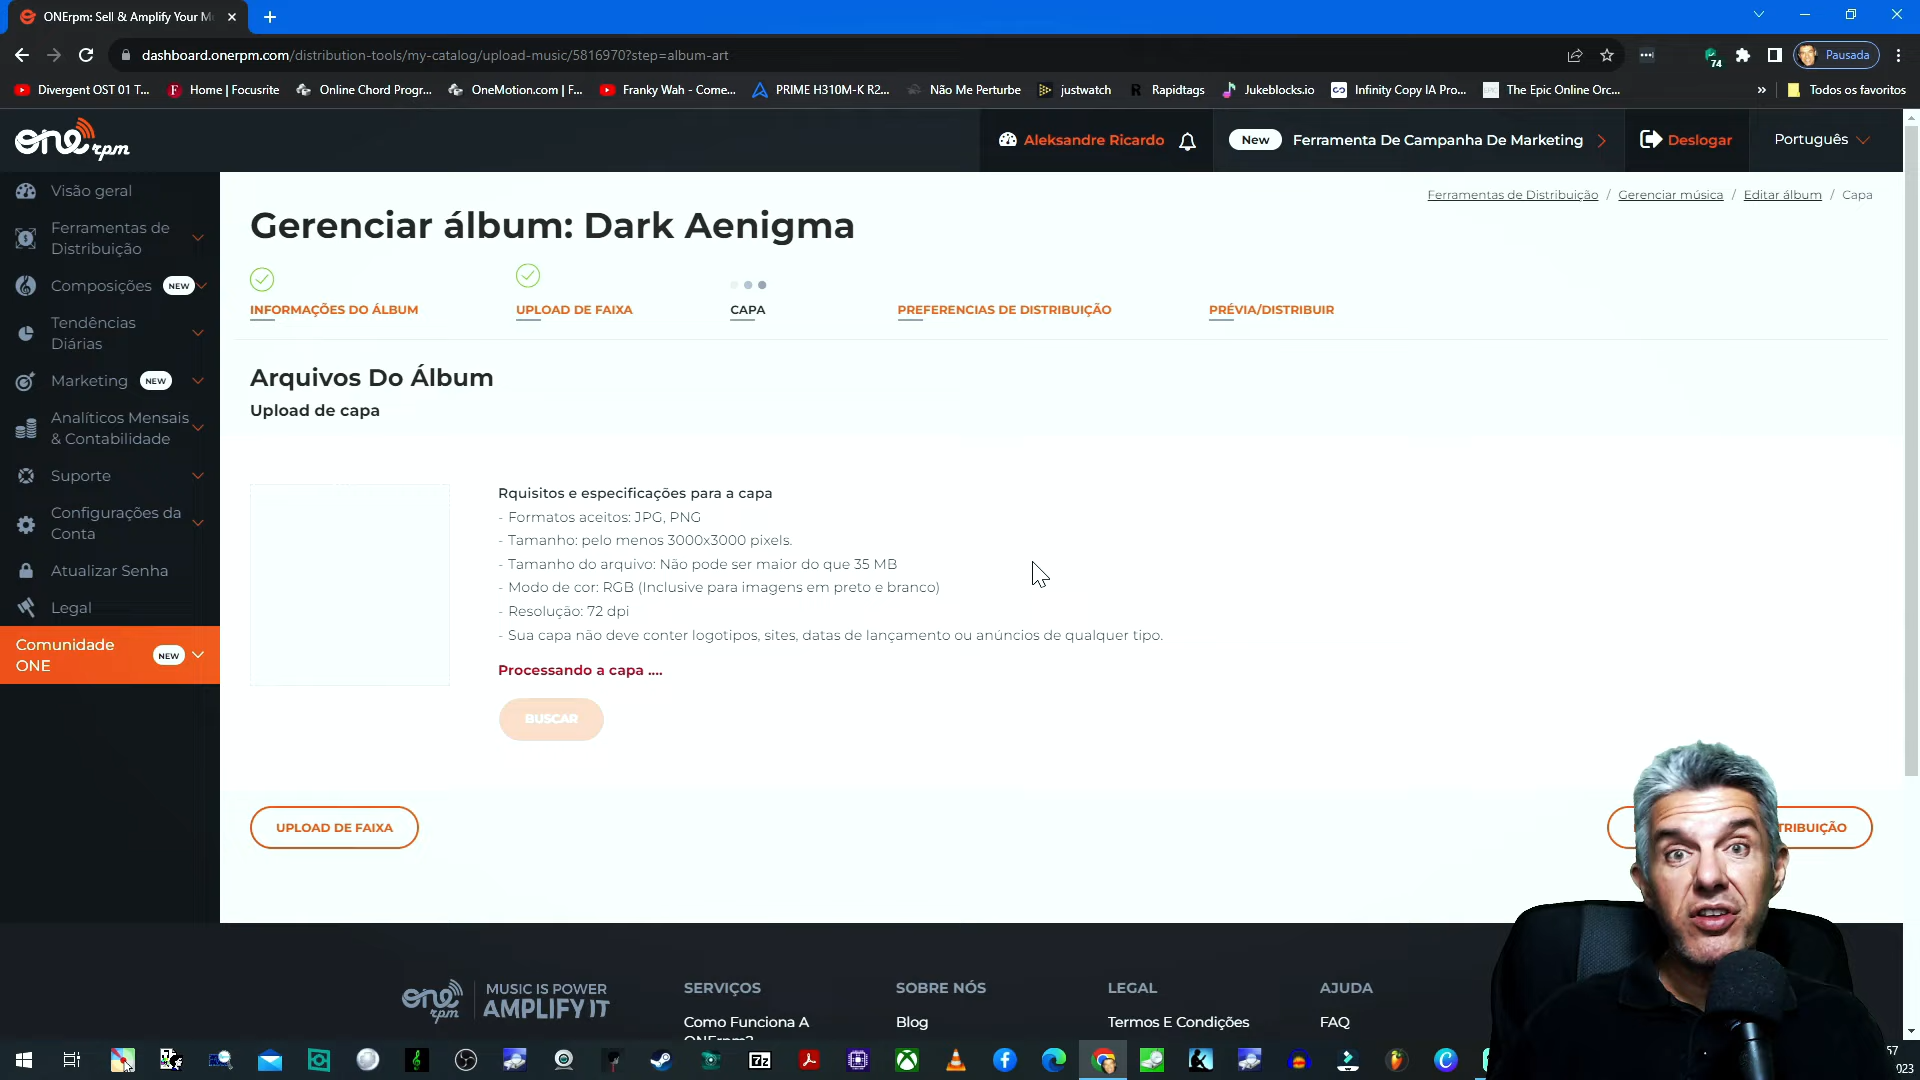 ONErpm: Sell & Amplify Your M
dashboard.onerpm.com/distribution-tools/my-catalog/upload-music/5816970?step=album-art
74
Pausada
Divergent OST 01 T...
Home | Focusrite
Online Chord Progr...
OneMotion.com | F...
Franky Wah - Come...
PRIME H310M-K R2...
Não Me Perturbe
justwatch
Rapidtags
Jukeblocks.io
Infinity Copy IA Pro...
The Epic Online Orc...
»
Todos os favoritos
one rpm
Aleksandre Ricardo
New
Ferramenta De Campanha De Marketing
Deslogar
Português
Visão geral
Ferramentas de
Distribuição
Composições NEW
Tendências
Diárias
Marketing NEW
Analíticos Mensais
& Contabilidade
Suporte
Configurações da
Conta
Atualizar Senha
Legal
Comunidade
ONE
NEW
Ferramentas de Distribuição / Gerenciar música / Editar álbum / Capa
Gerenciar álbum: Dark Aenigma
INFORMAÇÕES DO ÁLBUM
UPLOAD DE FAIXA
CAPA
PREFERENCIAS DE DISTRIBUIÇÃO
PRÉVIA/DISTRIBUIR
Arquivos Do Álbum
Upload de capa
Rquisitos e especificações para a capa
- Formatos aceitos: JPG, PNG
- Tamanho: pelo menos 3000x3000 pixels.
- Tamanho do arquivo: Não pode ser maior do que 35 MB
- Modo de cor: RGB (Inclusive para imagens em preto e branco)
- Resolução: 72 dpi
- Sua capa não deve conter logotipos, sites, datas de lançamento ou anúncios de qualquer tipo.
Processando a capa ....
BUSCAR
UPLOAD DE FAIXA
TRIBUIÇÃO
one rpm
MUSIC IS POWER
AMPLIFY IT
SERVIÇOS
Como Funciona A
ONErpm?
SOBRE NÓS
Blog
LEGAL
Termos E Condições
AJUDA
FAQ
7z
57
023